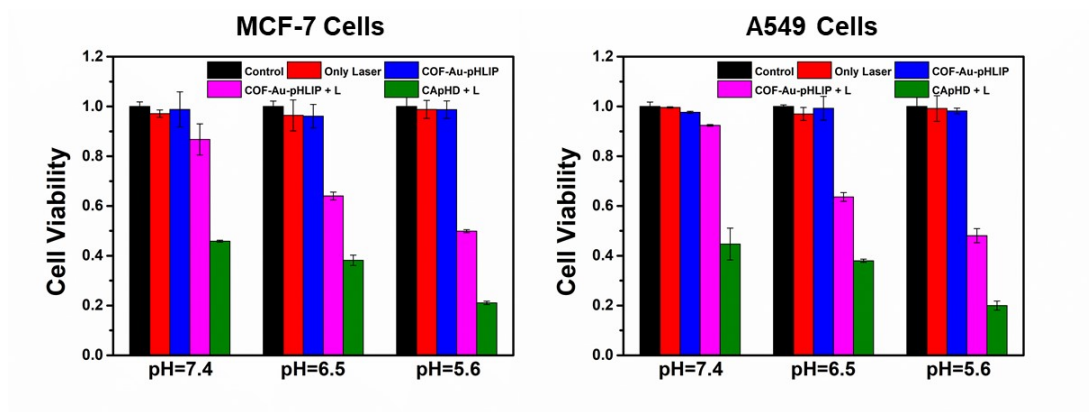 MCF-7 Cells
Cell Viability
1.2
1.0
0.8
0.6
0.4
0.2
0.0
Control Only Laser COF-Au-pHLIP
COF-Au-pHLIP + L CApHD + L
pH=7.4 pH=6.5 pH=5.6
A549 Cells
Cell Viability
1.2
1.0
0.8
0.6
0.4
0.2
0.0
Control Only Laser COF-Au-pHLIP
COF-Au-pHLIP + L CApHD + L
pH=7.4 pH=6.5 pH=5.6